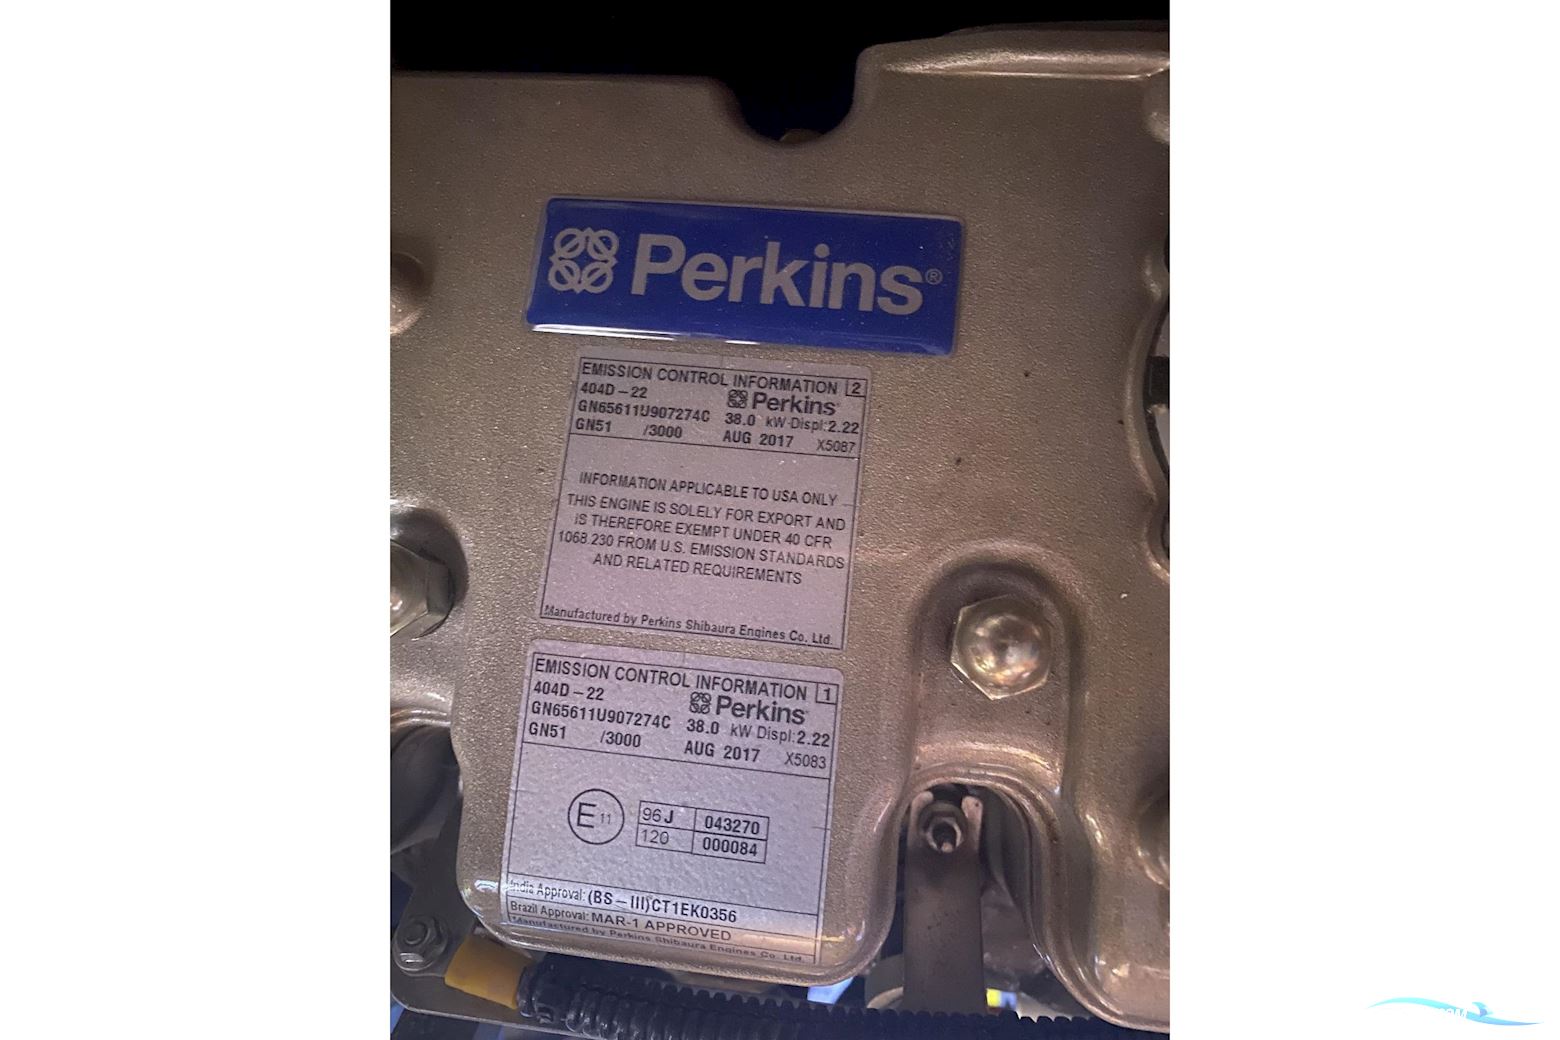 Perkins®
EMISSION CONTROL INFORMATION 2
404D-22 Perkins
GN65611U907274C 38.0 kW Displ:2.22
GN51 /3000 AUG 2017 X5087
INFORMATION APPLICABLE TO USA ONLY
THIS ENGINE IS SOLELY FOR EXPORT AND
IS THEREFORE EXEMPT UNDER 40 CFR
1068.230 FROM U.S. EMISSION STANDARDS
AND RELATED REQUIREMENTS
Manufactured by Perkins Shibaura Engines Co. Ltd.
EMISSION CONTROL INFORMATION 1
404D-22 Perkins
GN65611U907274C 38.0 kW Displ:2.22
GN51 /3000 AUG 2017 X5083
E11 96J 043270
120 000084
India Approval: (BS-III)CT1EK0356
Brazil Approval: MAR-1 APPROVED
Manufactured by Perkins Shibaura Engines Co. Ltd.